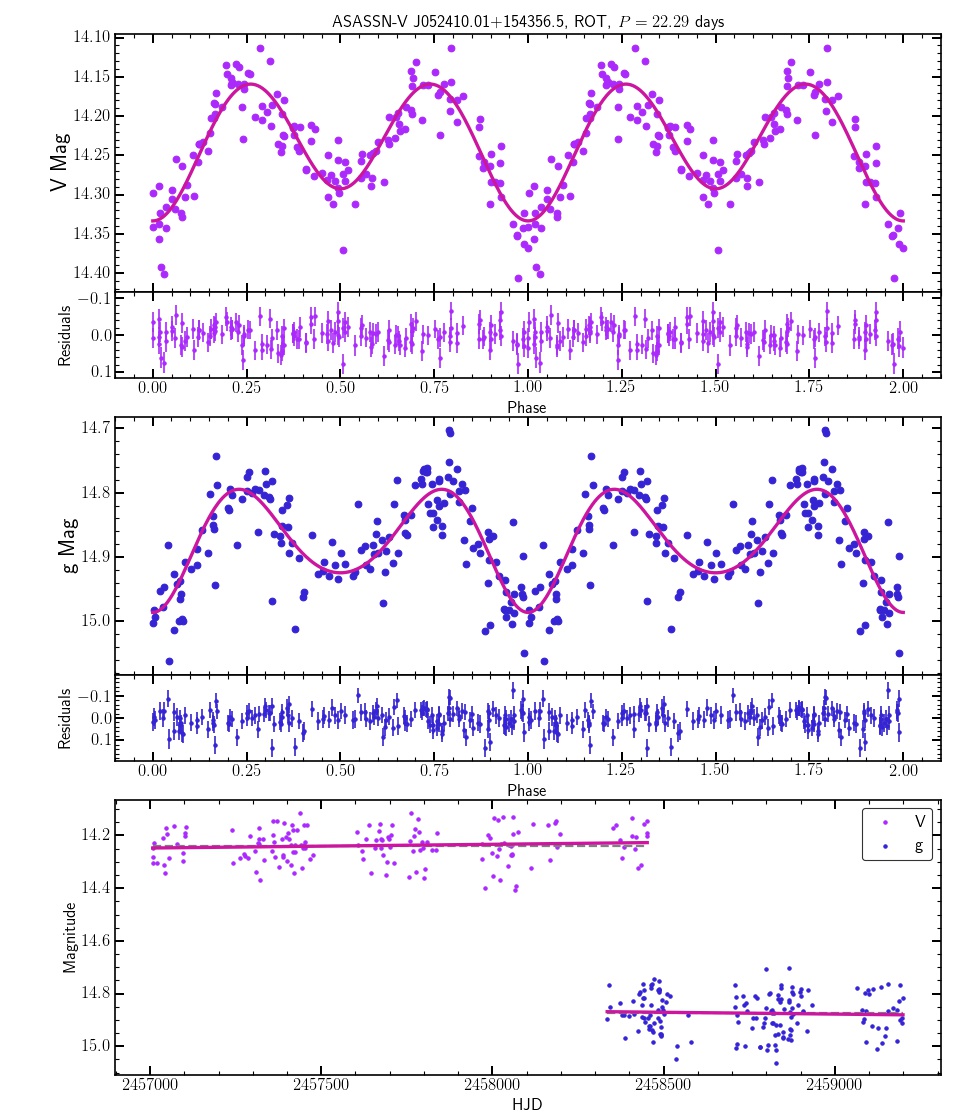 ASASSN-V J052410.01+154356.5, ROT, P = 22.29 days
14.10
14.15
14.20
14.25
14.30
14.35
14.40
V Mag
−0.1
0.0
0.1
Residuals
0.00 0.25 0.50 0.75 1.00 1.25 1.50 1.75 2.00
Phase
14.7
14.8
14.9
15.0
g Mag
−0.1
0.0
0.1
Residuals
0.00 0.25 0.50 0.75 1.00 1.25 1.50 1.75 2.00
Phase
14.2
14.4
14.6
14.8
15.0
Magnitude
V
g
2457000 2457500 2458000 2458500 2459000
HJD